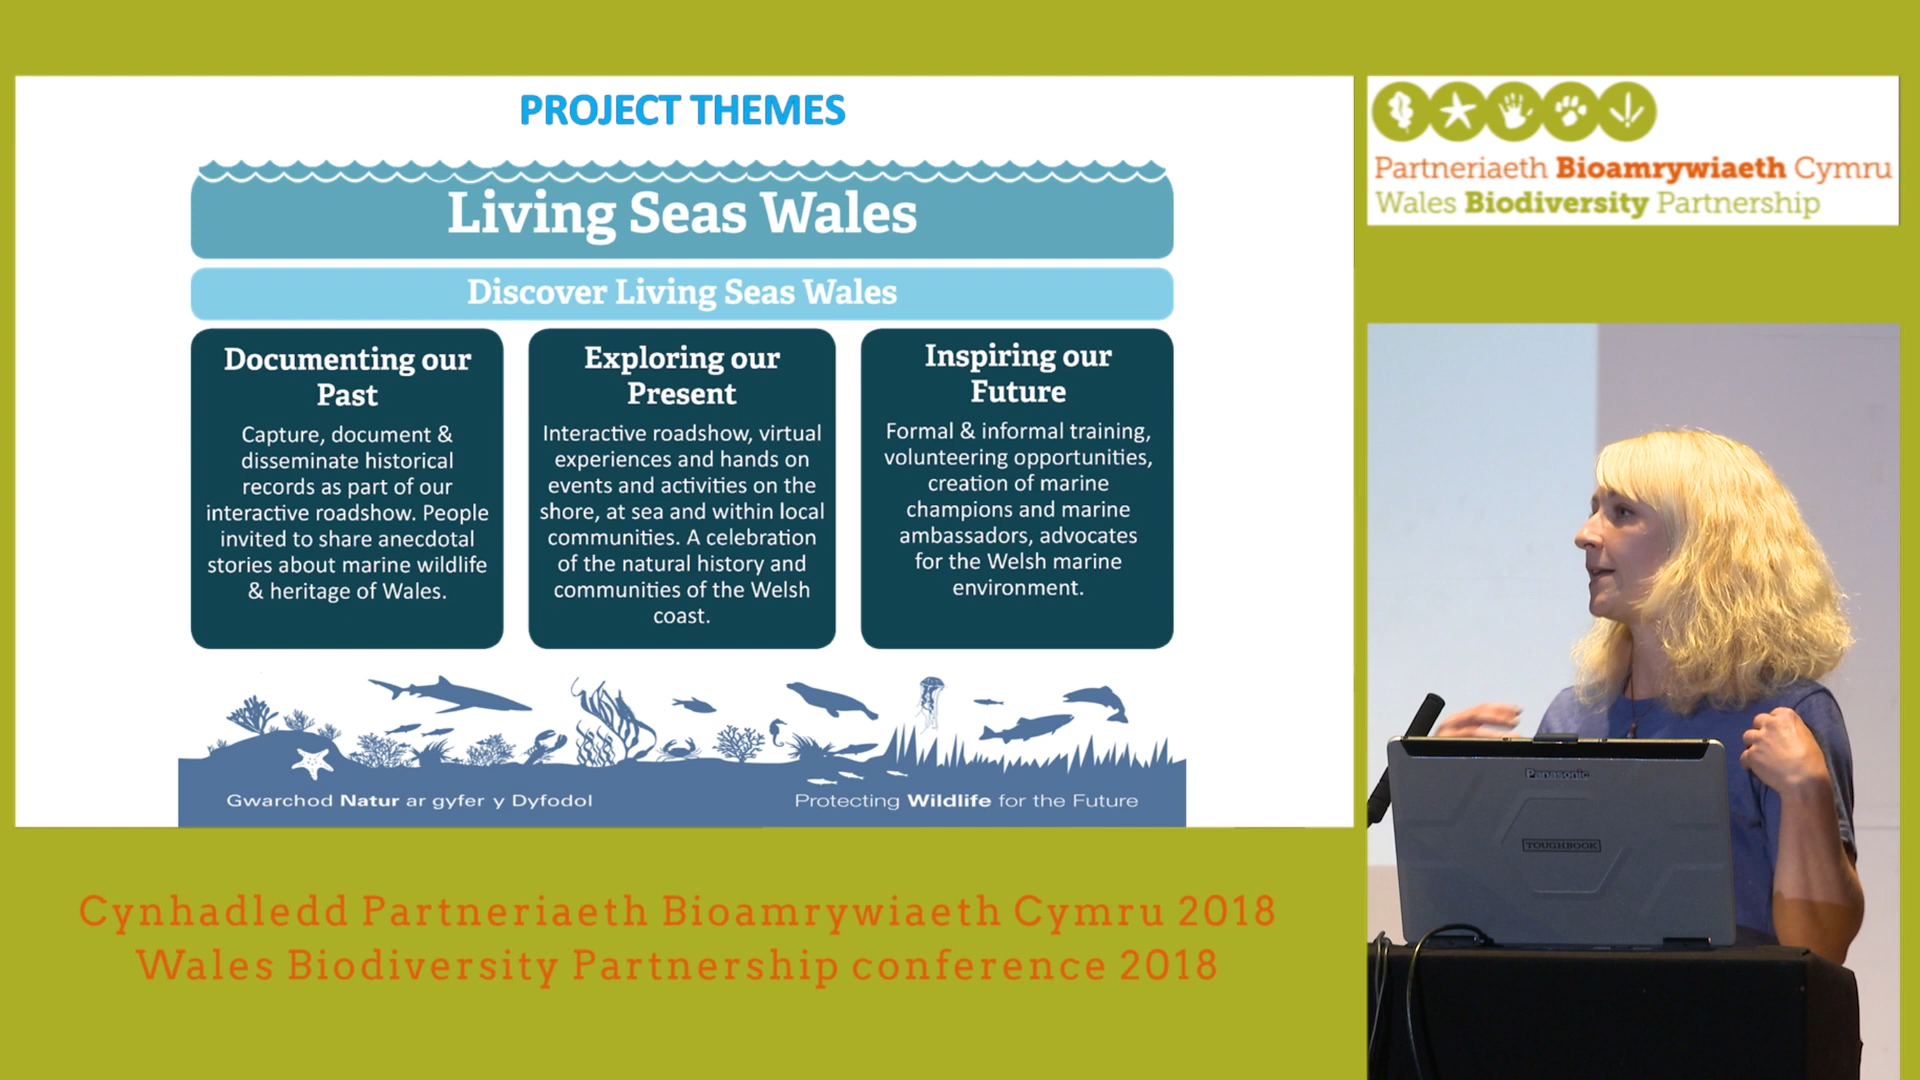 PROJECT THEMES
Living Seas Wales
Discover Living Seas Wales
Documenting our
Past
Capture, document &
disseminate historical
records as part of our
interactive roadshow. People
invited to share anecdotal
stories about marine wildlife
& heritage of Wales.
Exploring our
Present
Interactive roadshow, virtual
experiences and hands on
events and activities on the
shore, at sea and within local
communities. A celebration
of the natural history and
communities of the Welsh
coast.
Inspiring our
Future
Formal & informal training,
volunteering opportunities,
creation of marine
champions and marine
ambassadors, advocates
for the Welsh marine
environment.
Gwarchod Natur ar gyfer y Dyfodol
Protecting Wildlife for the Future
Partneriaeth Bioamrywiaeth Cymru
Wales Biodiversity Partnership
Panasonic
TOUGHBOOK
Cynhadledd Partneriaeth Bioamrywiaeth Cymru 2018
Wales Biodiversity Partnership conference 2018